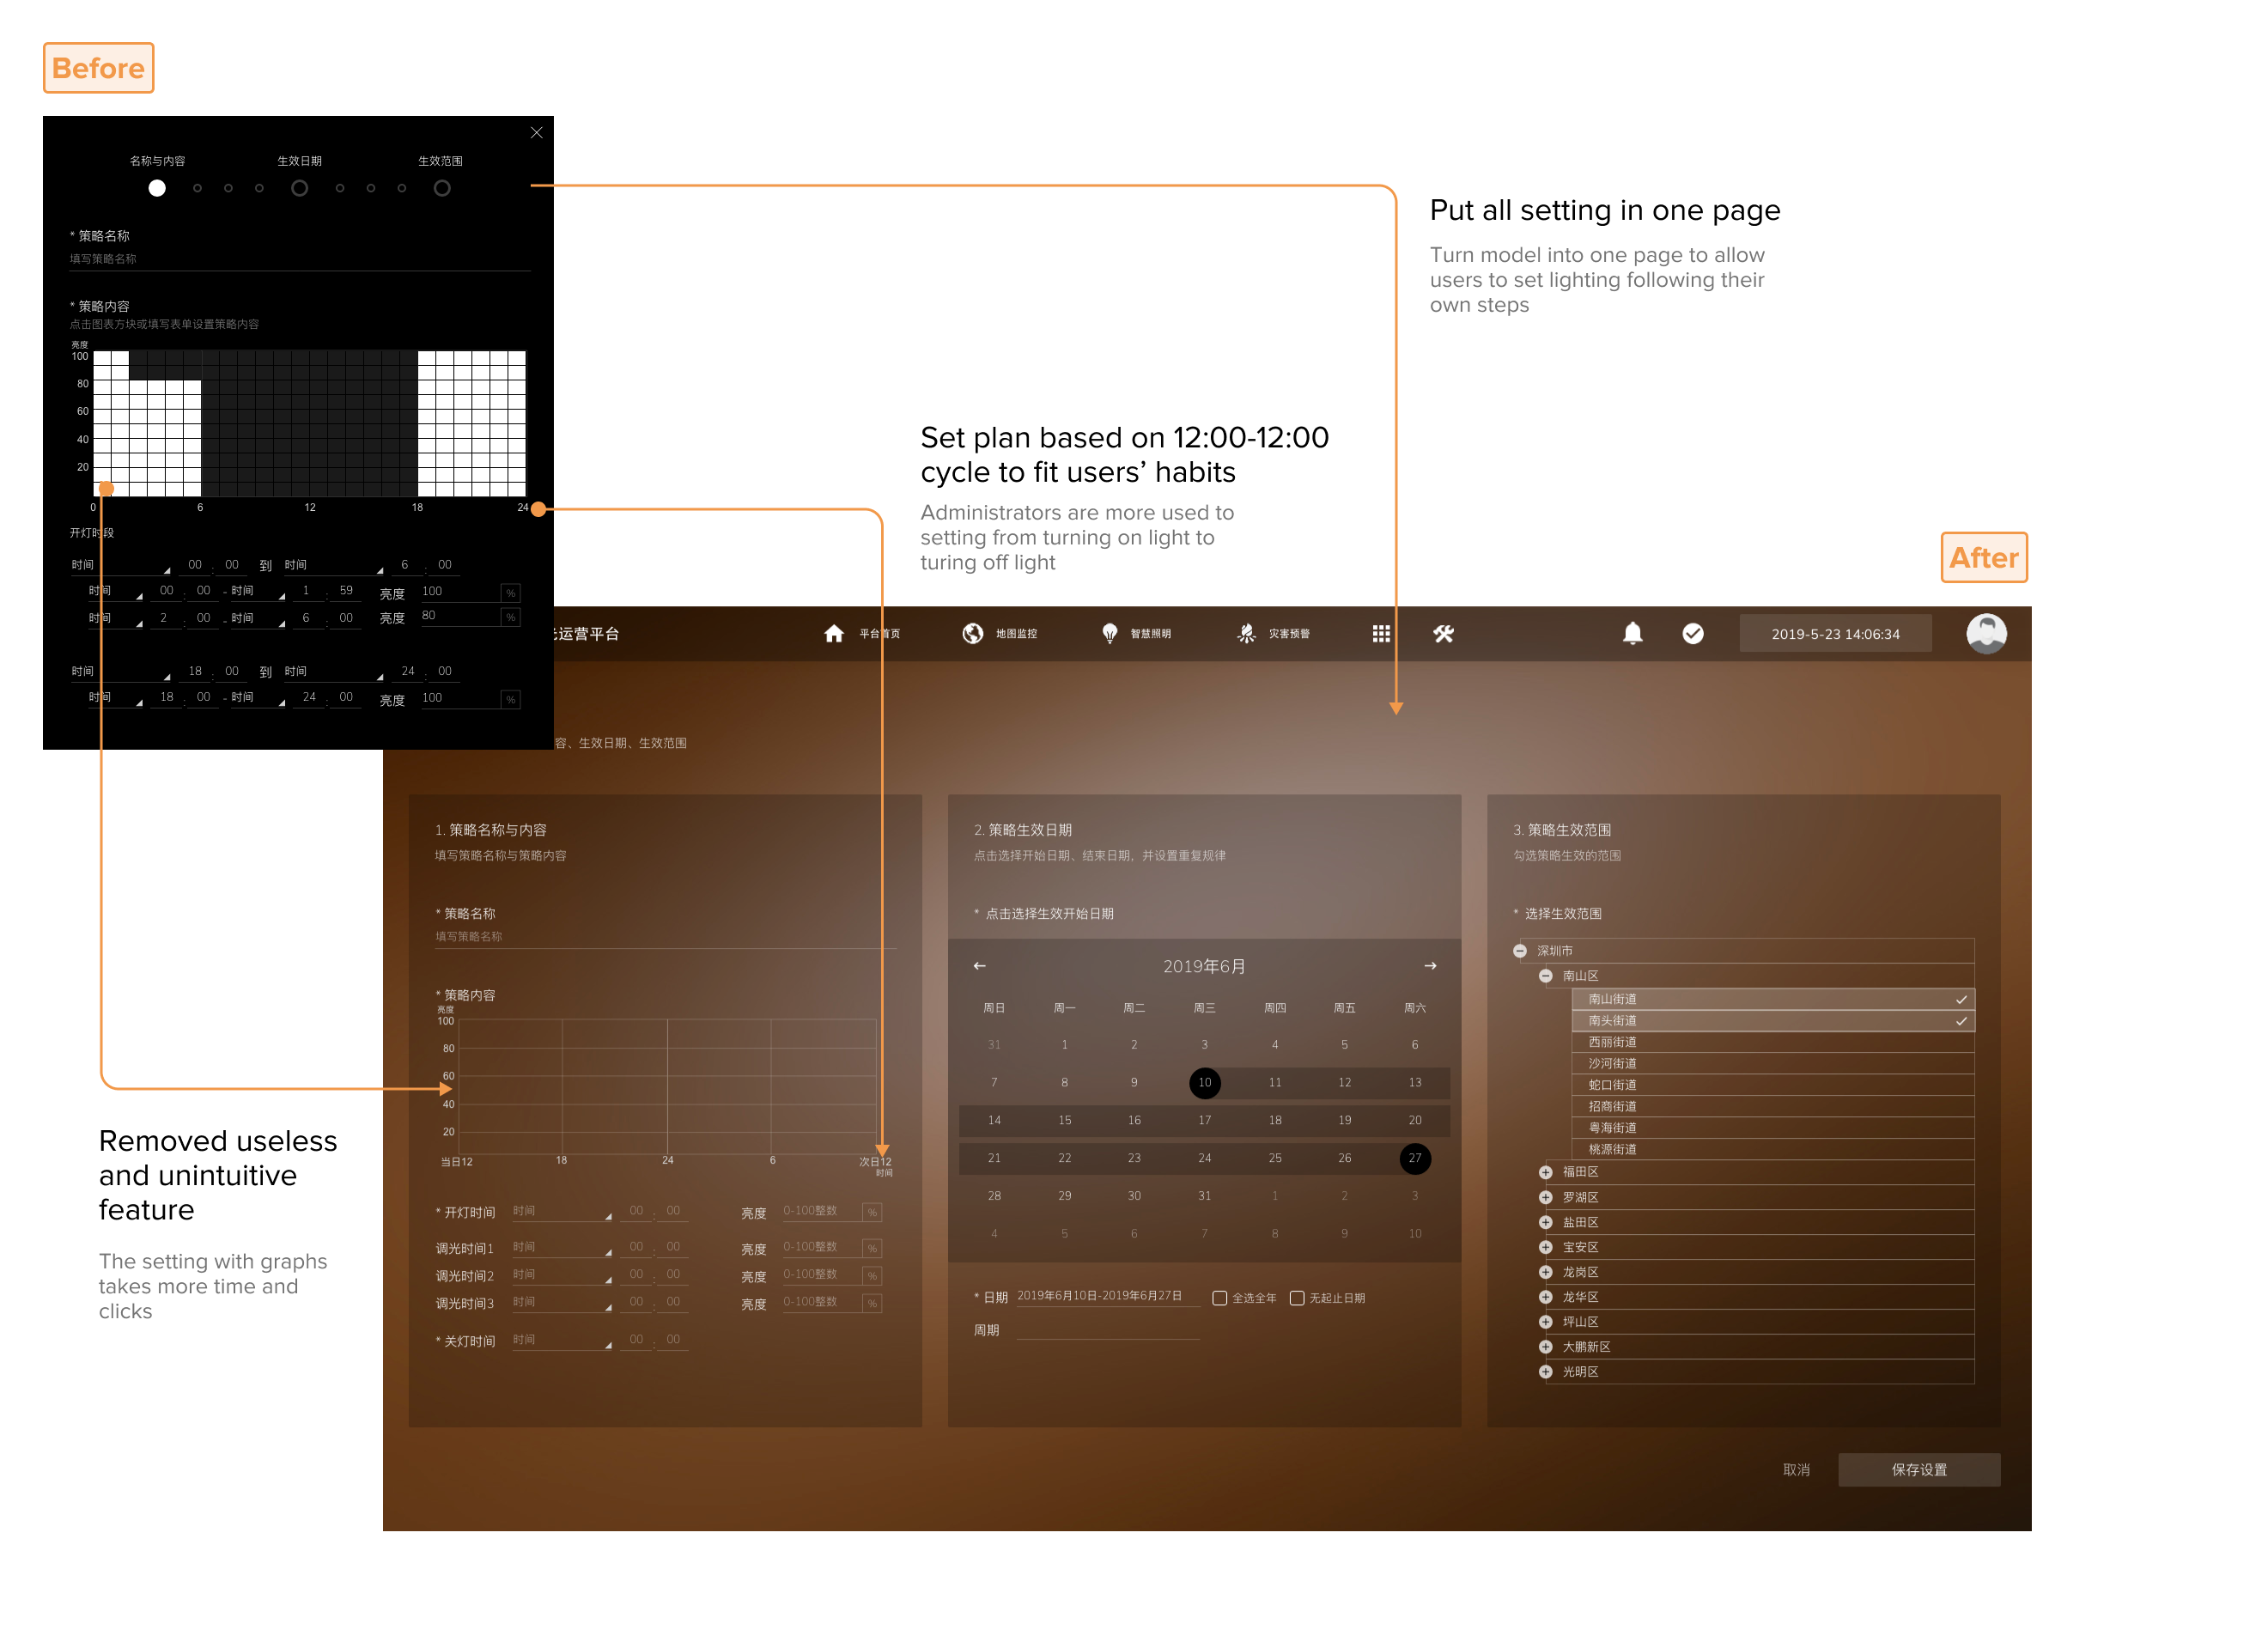 Before
名称与内容 生效日期 生效范围
* 策略名称
填写策略名称
* 策略内容
点击图表方块或填写表单设置策略内容
亮度
100
80
60
40
20
0 6 12 18 24
开灯时段
时间 00 : 00 到 时间 6 : 00
时间 00 : 00 - 时间 1 : 59 亮度 100 %
时间 2 : 00 - 时间 6 : 00 亮度 80 %
时间 18 : 00 到 时间 24 : 00
时间 18 : 00 - 时间 24 : 00 亮度 100 %
Put all setting in one page
Turn model into one page to allow
users to set lighting following their
own steps
Set plan based on 12:00-12:00
cycle to fit users’ habits
Administrators are more used to
setting from turning on light to
turing off light
Removed useless
and unintuitive
feature
The setting with graphs
takes more time and
clicks
After
运营平台 平台首页 地图监控 智慧照明 灾害预警 2019-5-23 14:06:34
容、生效日期、生效范围
1. 策略名称与内容
填写策略名称与策略内容
* 策略名称
填写策略名称
* 策略内容
亮度
100
80
60
40
20
当日12 18 24 6 次日12
时间
* 开灯时间 时间 00 : 00 亮度 0-100整数 %
调光时间1 时间 00 : 00 亮度 0-100整数 %
调光时间2 时间 00 : 00 亮度 0-100整数 %
调光时间3 时间 00 : 00 亮度 0-100整数 %
* 关灯时间 时间 00 : 00
2. 策略生效日期
点击选择开始日期、结束日期，并设置重复规律
* 点击选择生效开始日期
← 2019年6月 →
周日 周一 周二 周三 周四 周五 周六
31 1 2 3 4 5 6
7 8 9 10 11 12 13
14 15 16 17 18 19 20
21 22 23 24 25 26 27
28 29 30 31 1 2 3
4 5 6 7 8 9 10
* 日期 2019年6月10日-2019年6月27日 全选全年 无起止日期
周期
3. 策略生效范围
勾选策略生效的范围
* 选择生效范围
深圳市
南山区
南山街道
南头街道
西丽街道
沙河街道
蛇口街道
招商街道
粤海街道
桃源街道
福田区
罗湖区
盐田区
宝安区
龙岗区
龙华区
坪山区
大鹏新区
光明区
取消 保存设置